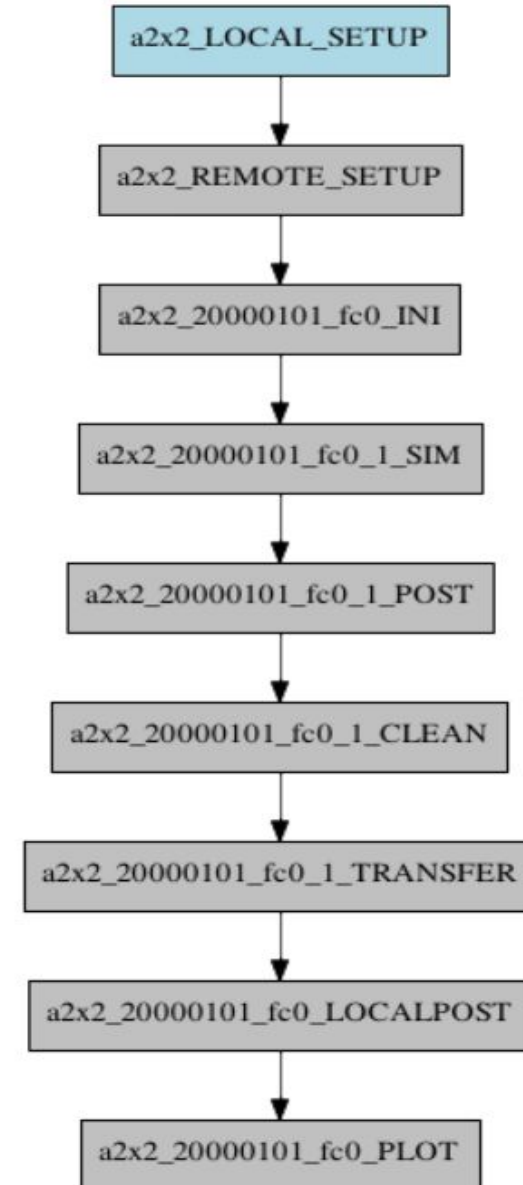 a2x2_LOCAL_SETUP
a2x2_REMOTE_SETUP
a2x2_20000101_fc0_INI
a2x2_20000101_fc0_1_SIM
a2x2_20000101_fc0_1_POST
a2x2_20000101_fc0_1_CLEAN
a2x2_20000101_fc0_1_TRANSFER
a2x2_20000101_fc0_LOCALPOST
a2x2_20000101_fc0_PLOT